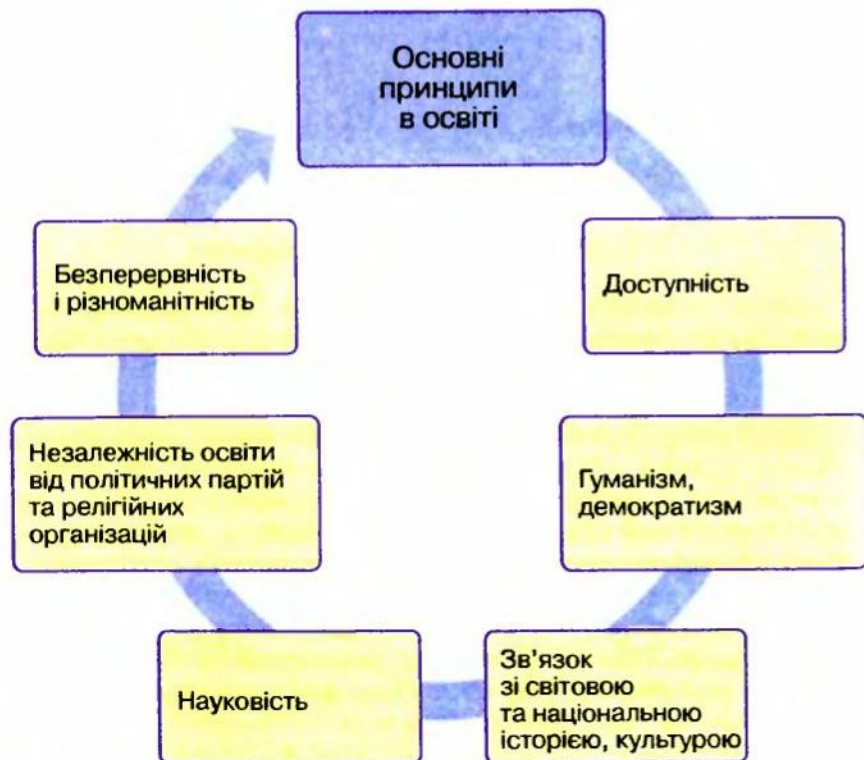 Основні
принципи
в освіті
Доступність
Гуманізм,
демократизм
Зв'язок
зі світовою
та національною
історією, культурою
Науковість
Незалежність освіти
від політичних партій
та релігійних
організацій
Безперервність
і різноманітність